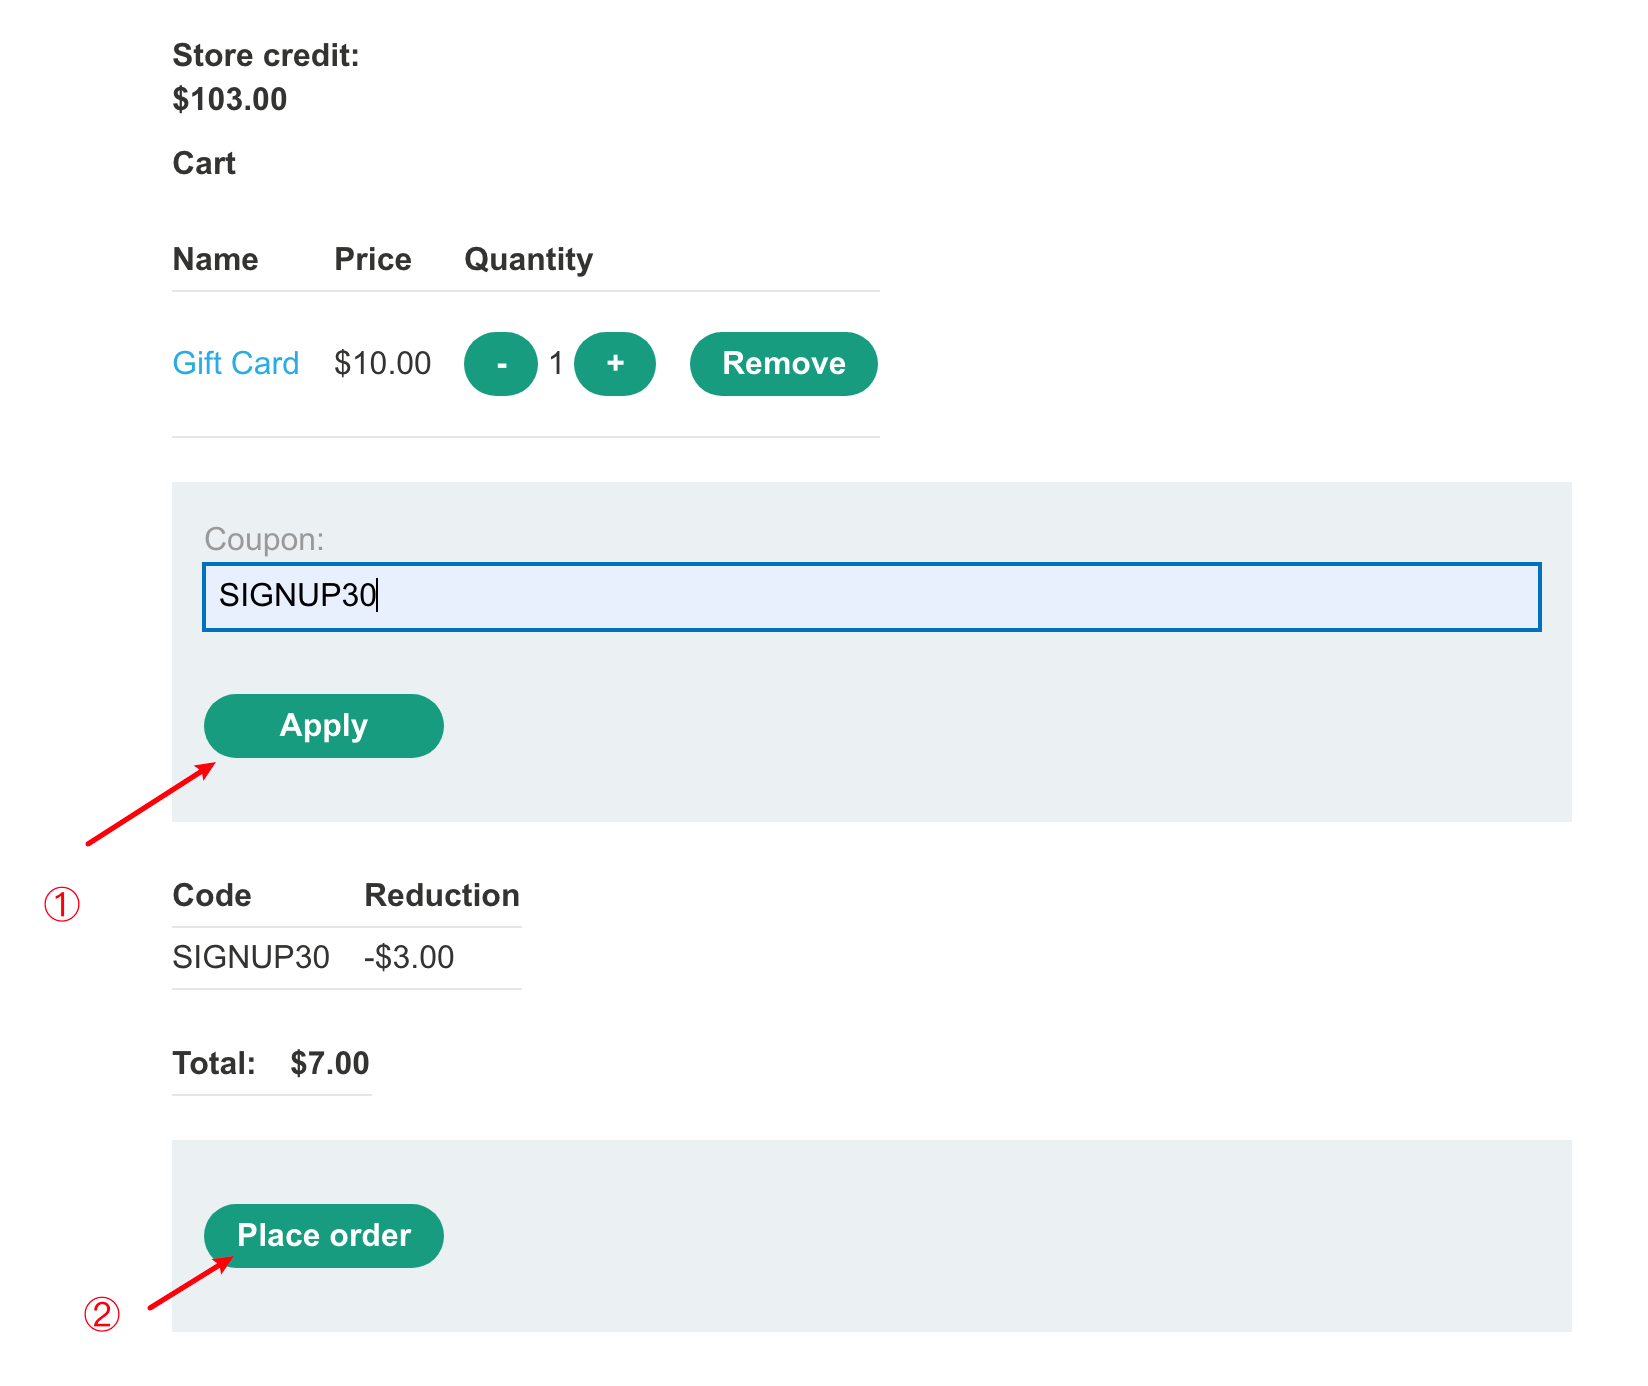 Store credit:
$103.00
Cart
Name Price Quantity
Gift Card $10.00 - 1 + Remove
Coupon:
SIGNUP30
Apply
①
Code Reduction
SIGNUP30 -$3.00
Total: $7.00
Place order
②